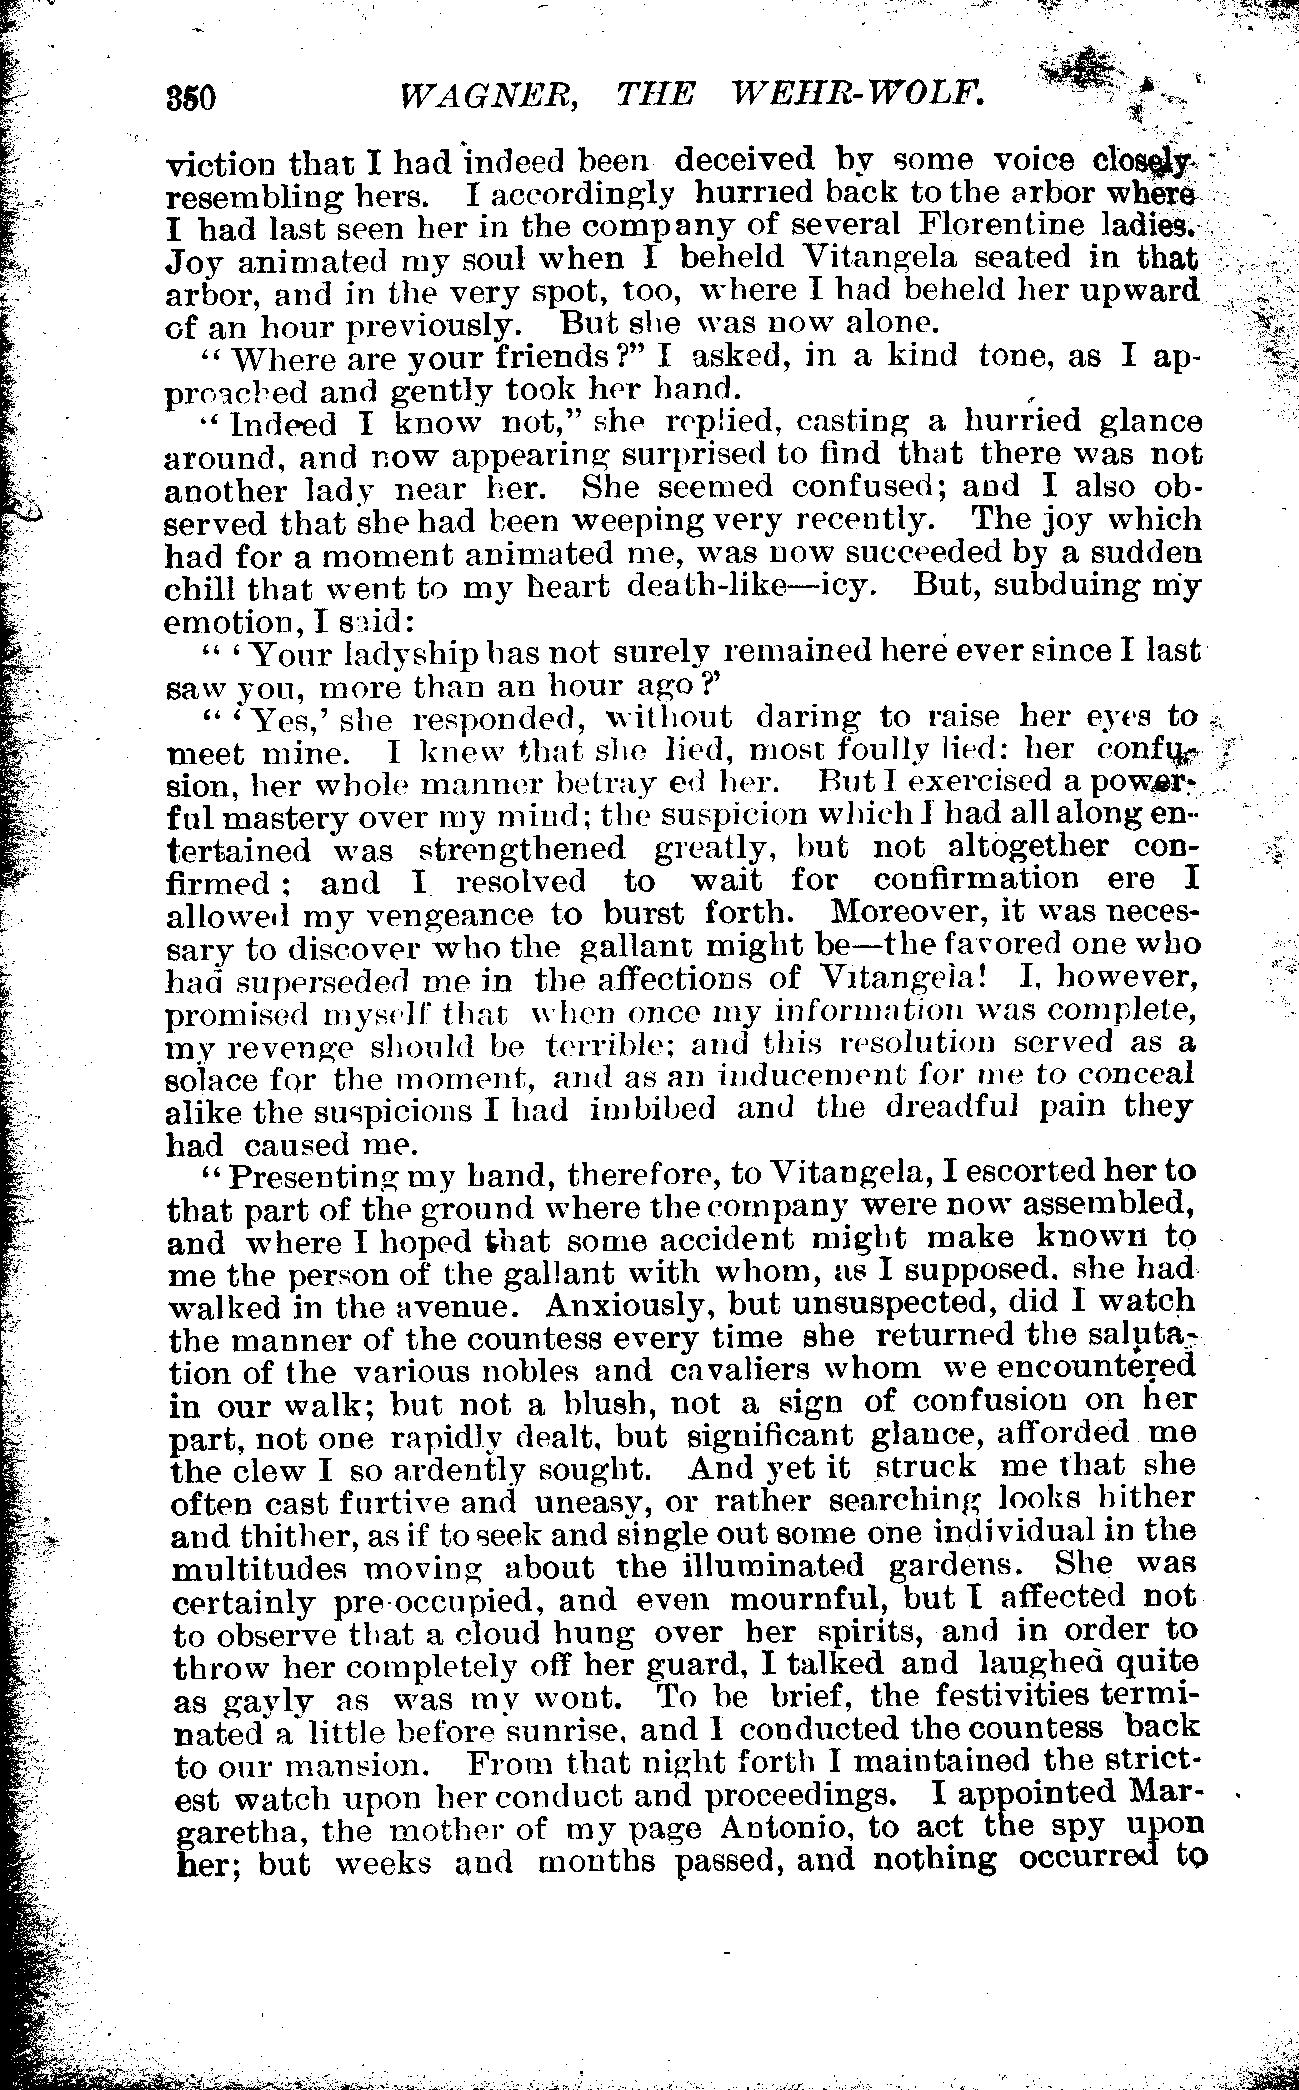 350 WAGNER, THE WEHR-WOLF.
viction that I had indeed been deceived by some voice closely
resembling hers. I accordingly hurried back to the arbor where
I had last seen her in the company of several Florentine ladies.
Joy animated my soul when I beheld Vitangela seated in that
arbor, and in the very spot, too, where I had beheld her upward
of an hour previously. But she was now alone.
“Where are your friends?” I asked, in a kind tone, as I ap-
proached and gently took her hand.
“Indeed I know not,” she replied, casting a hurried glance
around, and now appearing surprised to find that there was not
another lady near her. She seemed confused; and I also ob-
served that she had been weeping very recently. The joy which
had for a moment animated me, was now succeeded by a sudden
chill that went to my heart death-like—icy. But, subduing my
emotion, I said:
“ ‘Your ladyship has not surely remained here ever since I last
saw you, more than an hour ago?’
“ ‘Yes,’ she responded, without daring to raise her eyes to
meet mine. I knew that she lied, most foully lied: her confu-
sion, her whole manner betray ed her. But I exercised a power-
ful mastery over my mind; the suspicion which I had all along en-
tertained was strengthened greatly, but not altogether con-
firmed; and I resolved to wait for confirmation ere I
allowed my vengeance to burst forth. Moreover, it was neces-
sary to discover who the gallant might be—the favored one who
had superseded me in the affections of Vitangela! I, however,
promised myself that when once my information was complete,
my revenge should be terrible; and this resolution served as a
solace for the moment, and as an inducement for me to conceal
alike the suspicions I had imbibed and the dreadful pain they
had caused me.
“Presenting my hand, therefore, to Vitangela, I escorted her to
that part of the ground where the company were now assembled,
and where I hoped that some accident might make known to
me the person of the gallant with whom, as I supposed, she had
walked in the avenue. Anxiously, but unsuspected, did I watch
the manner of the countess every time she returned the saluta-
tion of the various nobles and cavaliers whom we encountered
in our walk; but not a blush, not a sign of confusion on her
part, not one rapidly dealt, but significant glance, afforded me
the clew I so ardently sought. And yet it struck me that she
often cast furtive and uneasy, or rather searching looks hither
and thither, as if to seek and single out some one individual in the
multitudes moving about the illuminated gardens. She was
certainly pre-occupied, and even mournful, but I affected not
to observe that a cloud hung over her spirits, and in order to
throw her completely off her guard, I talked and laughed quite
as gayly as was my wont. To be brief, the festivities termi-
nated a little before sunrise, and I conducted the countess back
to our mansion. From that night forth I maintained the strict-
est watch upon her conduct and proceedings. I appointed Mar-
garetha, the mother of my page Antonio, to act the spy upon
her; but weeks and months passed, and nothing occurred to